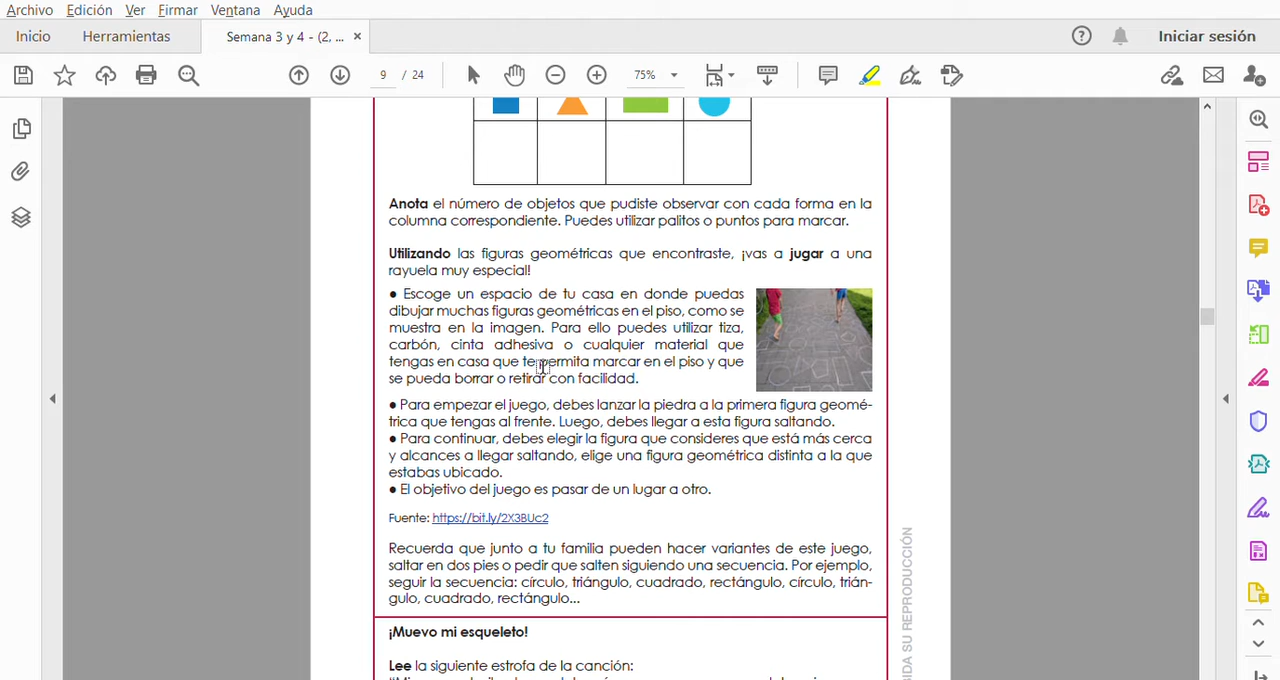 Archivo Edición Ver Firmar Ventana Ayuda
Inicio Herramientas Semana 3 y 4 - (2, ... × Iniciar sesión
9 / 24 75%
Anota el número de objetos que pudiste observar con cada forma en la
columna correspondiente. Puedes utilizar palitos o puntos para marcar.
Utilizando las figuras geométricas que encontraste, ¡vas a jugar a una
rayuela muy especial!
● Escoge un espacio de tu casa en donde puedas
dibujar muchas figuras geométricas en el piso, como se
muestra en la imagen. Para ello puedes utilizar tiza,
carbón, cinta adhesiva o cualquier material que
tengas en casa que te permita marcar en el piso y que
se pueda borrar o retirar con facilidad.
● Para empezar el juego, debes lanzar la piedra a la primera figura geomé-
trica que tengas al frente. Luego, debes llegar a esta figura saltando.
● Para continuar, debes elegir la figura que consideres que está más cerca
y alcances a llegar saltando, elige una figura geométrica distinta a la que
estabas ubicado.
● El objetivo del juego es pasar de un lugar a otro.
Fuente: https://bit.ly/2X3BUc2
Recuerda que junto a tu familia pueden hacer variantes de este juego,
saltar en dos pies o pedir que salten siguiendo una secuencia. Por ejemplo,
seguir la secuencia: círculo, triángulo, cuadrado, rectángulo, círculo, trián-
gulo, cuadrado, rectángulo...
¡Muevo mi esqueleto!
Lee la siguiente estrofa de la canción:
DA SU REPRODUCCIÓN